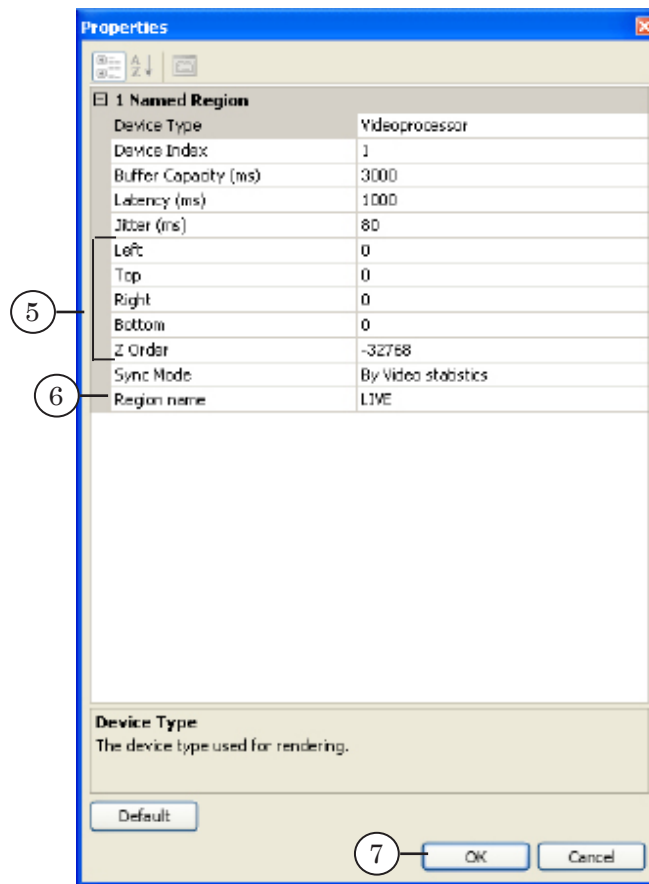 Properties
1 Named Region
Device Type Videoprocessor
Device Index 1
Buffer Capacity (ms) 3000
Latency (ms) 1000
Jitter (ms) 80
Left 0
Top 0
Right 0
5
Bottom 0
Z Order -32768
Sync Mode By Video statistics
6 Region name LIVE
Device Type
The device type used for rendering.
Default
7 OK Cancel